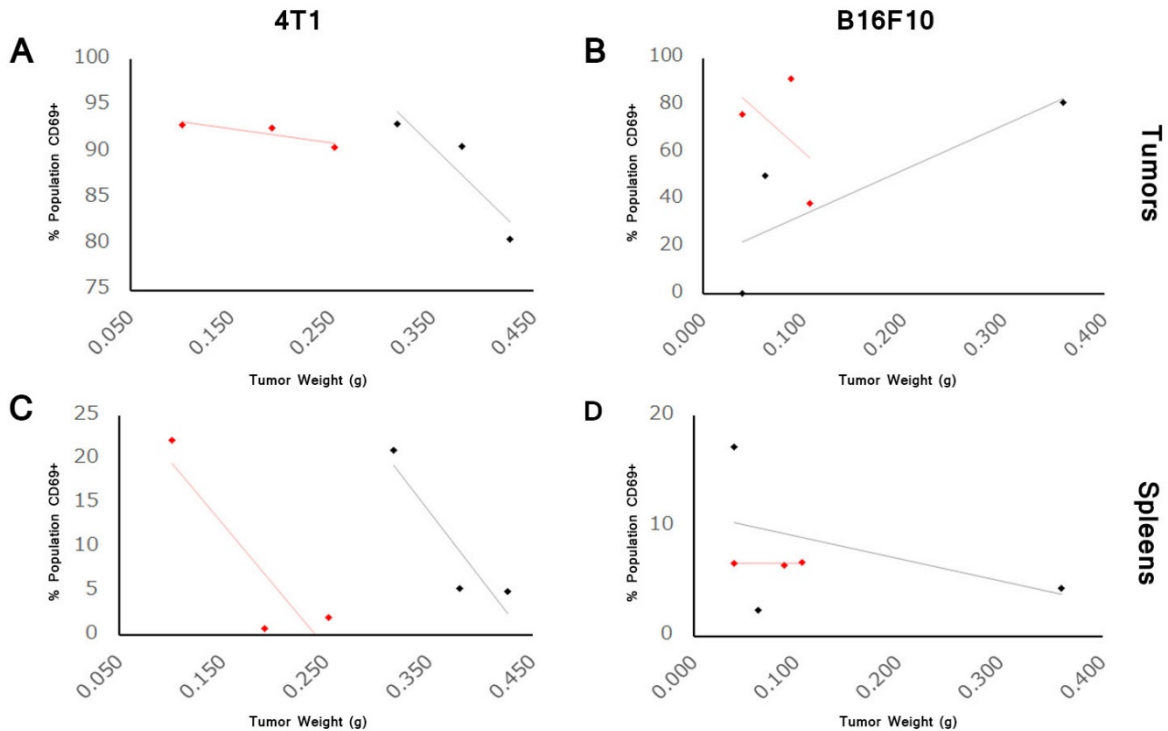 4T1
B16F10
A
% Population CD69+
100
95
90
85
80
75
0.050
0.150
0.250
0.350
0.450
Tumor Weight (g)
B
% Population CD69+
100
80
60
40
20
0
0.000
0.100
0.200
0.300
0.400
Tumor Weight (g)
Tumors
C
% Population CD69+
25
20
15
10
5
0
0.050
0.150
0.250
0.350
0.450
Tumor Weight (g)
D
% Population CD69+
20
10
0
0.000
0.100
0.200
0.300
0.400
Tumor Weight (g)
Spleens